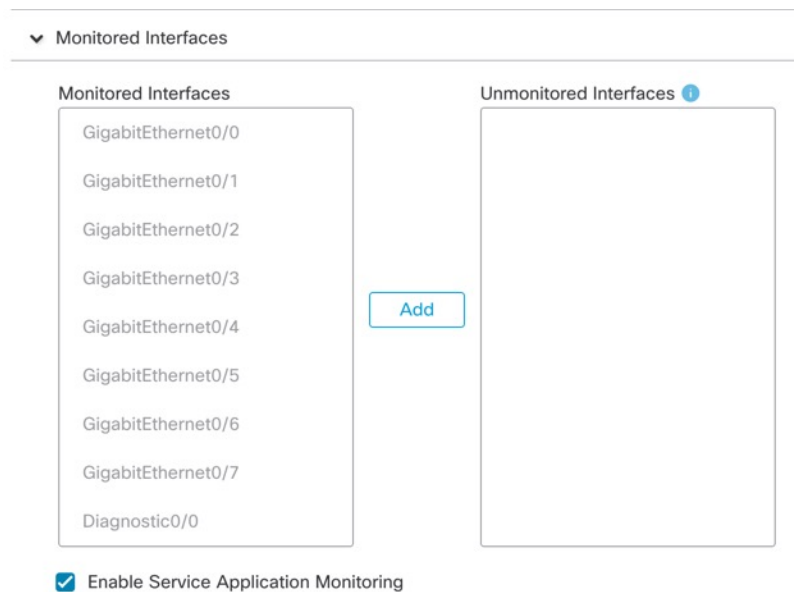 Monitored Interfaces
Monitored Interfaces
Unmonitored Interfaces
GigabitEthernet0/0
GigabitEthernet0/1
GigabitEthernet0/2
GigabitEthernet0/3
GigabitEthernet0/4
GigabitEthernet0/5
GigabitEthernet0/6
GigabitEthernet0/7
Diagnostic0/0
Add
Enable Service Application Monitoring